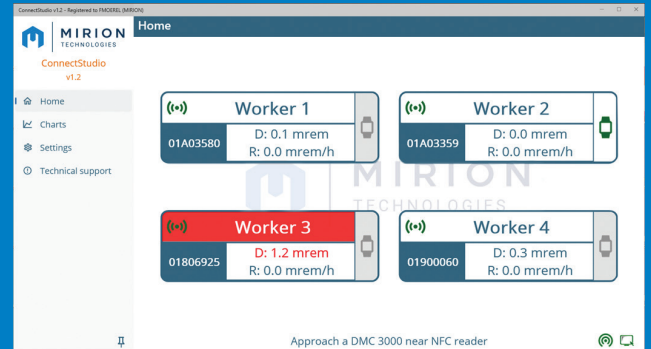 ConnectStudio v1.2 - Registered to FMOEREL (MIRION)
MIRION
TECHNOLOGIES
ConnectStudio
v1.2
Home
Charts
Settings
Technical support
Home
Worker 1
01A03580
D: 0.1 mrem
R: 0.0 mrem/h
Worker 2
01A03359
D: 0.0 mrem
R: 0.0 mrem/h
MIRION
TECHNOLOGIES
Worker 3
01806925
D: 1.2 mrem
R: 0.0 mrem/h
Worker 4
01900060
D: 0.3 mrem
R: 0.0 mrem/h
Approach a DMC 3000 near NFC reader